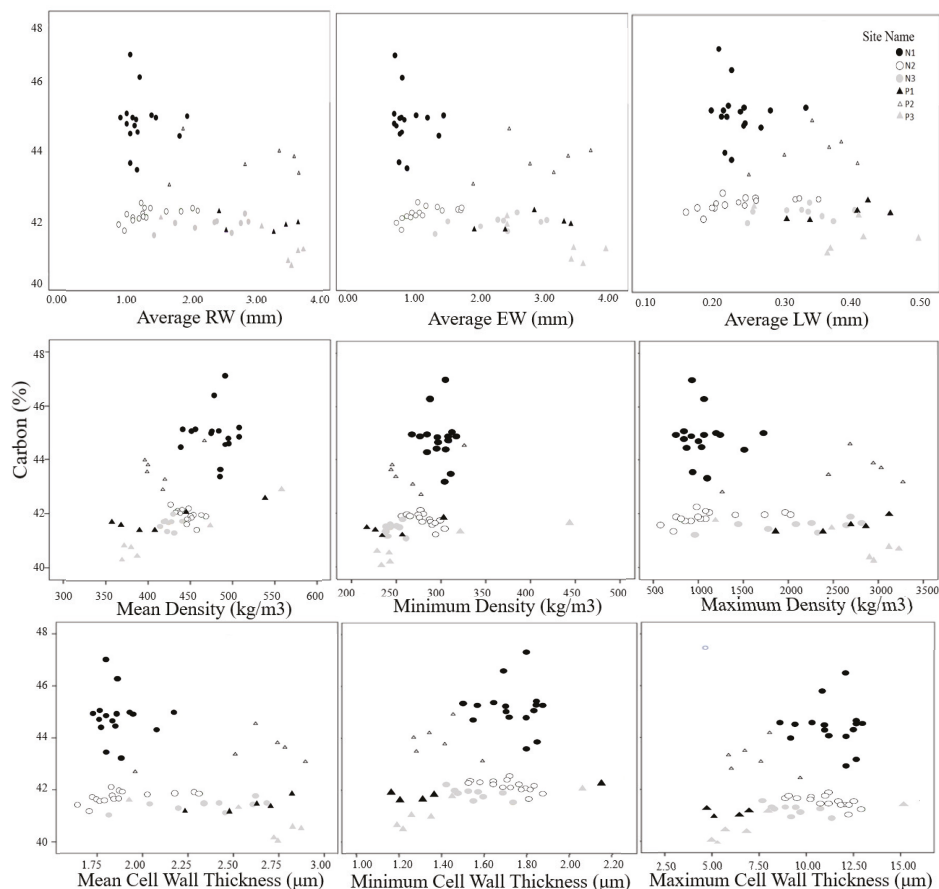 48
46
44
42
40
0.00 1.00 2.00 3.00 4.00
Average RW (mm)
0.00 1.00 2.00 3.00 4.00
Average EW (mm)
Site Name
N1
N2
N3
P1
P2
P3
0.10 0.20 0.30 0.40 0.50
Average LW (mm)
Carbon (%)
48
46
44
42
40
300 350 400 450 500 550 600
Mean Density (kg/m3)
200 250 300 350 400 450 500
Minimum Density (kg/m3)
500 1000 1500 2000 2500 3000 3500
Maximum Density (kg/m3)
48
46
44
42
40
1.75 2.00 2.25 2.50 2.75 3.00
Mean Cell Wall Thickness (μm)
1.00 1.20 1.40 1.60 1.80 2.00 2.20
Minimum Cell Wall Thickness (μm)
2.50 5.00 7.50 10.00 12.50 15.00
Maximum Cell Wall Thickness (μm)